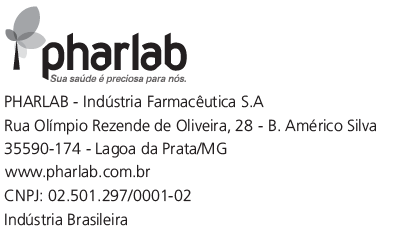 pharlab
Sua saúde é preciosa para nós.
PHARLAB - Indústria Farmacêutica S.A
Rua Olímpio Rezende de Oliveira, 28 - B. Américo Silva
35590-174 - Lagoa da Prata/MG
www.pharlab.com.br
CNPJ: 02.501.297/0001-02
Indústria Brasileira